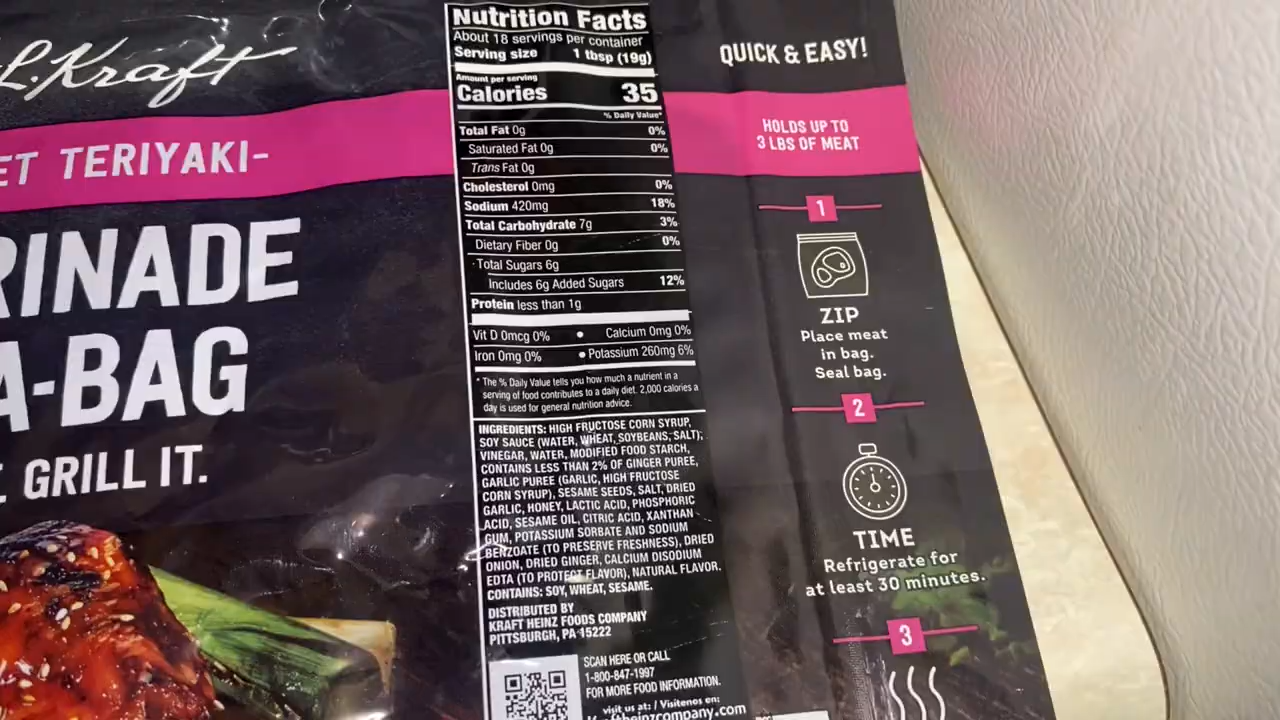 L. Kraft
ET TERIYAKI-
RINADE
A-BAG
GRILL IT.
Nutrition Facts
About 18 servings per container
Serving size 1 tbsp (19g)
Amount per serving
Calories 35
% Daily Value*
Total Fat 0g 0%
Saturated Fat 0g 0%
Trans Fat 0g
Cholesterol 0mg 0%
Sodium 420mg 18%
Total Carbohydrate 7g 3%
Dietary Fiber 0g 0%
Total Sugars 6g
Includes 6g Added Sugars 12%
Protein less than 1g
Vit D 0mcg 0% • Calcium 0mg 0%
Iron 0mg 0% • Potassium 260mg 6%
* The % Daily Value tells you how much a nutrient in a
serving of food contributes to a daily diet. 2,000 calories a
day is used for general nutrition advice.
INGREDIENTS: HIGH FRUCTOSE CORN SYRUP,
SOY SAUCE (WATER, WHEAT, SOYBEANS, SALT),
VINEGAR, WATER, MODIFIED FOOD STARCH,
CONTAINS LESS THAN 2% OF GINGER PUREE,
GARLIC PUREE (GARLIC, HIGH FRUCTOSE
CORN SYRUP), SESAME SEEDS, SALT, DRIED
GARLIC, HONEY, LACTIC ACID, PHOSPHORIC
ACID, SESAME OIL, CITRIC ACID, XANTHAN
GUM, POTASSIUM SORBATE AND SODIUM
BENZOATE (TO PRESERVE FRESHNESS), DRIED
ONION, DRIED GINGER, CALCIUM DISODIUM
EDTA (TO PROTECT FLAVOR), NATURAL FLAVOR.
CONTAINS: SOY, WHEAT, SESAME.
DISTRIBUTED BY
KRAFT HEINZ FOODS COMPANY
PITTSBURGH, PA 15222
SCAN HERE OR CALL
1-800-847-1997
FOR MORE FOOD INFORMATION.
visit us at: / Visítenos en:
Kraftheinzcompany.com
QUICK & EASY!
HOLDS UP TO
3 LBS OF MEAT
1
ZIP
Place meat
in bag.
Seal bag.
2
TIME
Refrigerate for
at least 30 minutes.
3